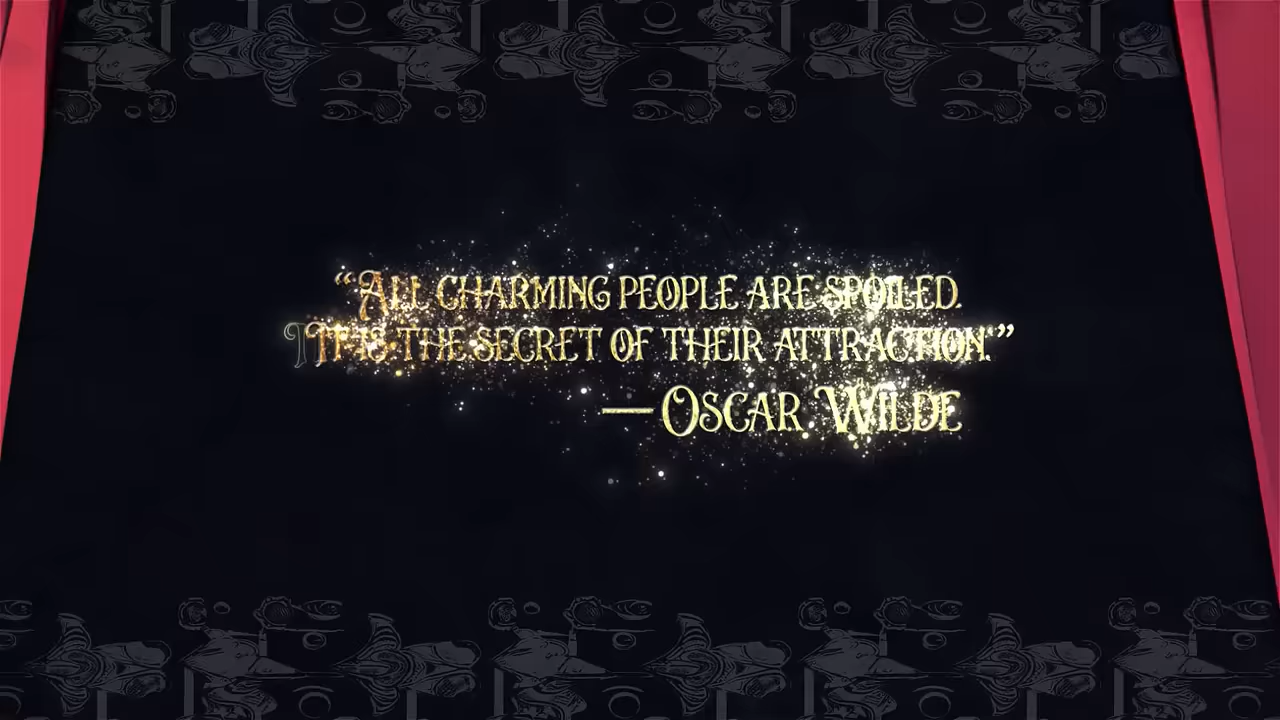 “All charming people are spoiled.
It is the secret of their attraction.”
— Oscar Wilde